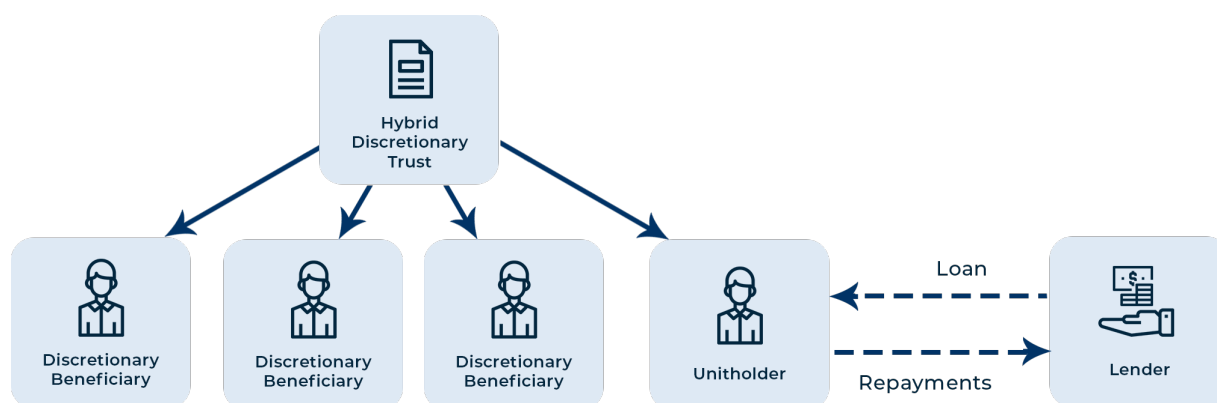 Hybrid
Discretionary
Trust
Discretionary
Beneficiary
Discretionary
Beneficiary
Discretionary
Beneficiary
Unitholder
Loan
Repayments
$
Lender